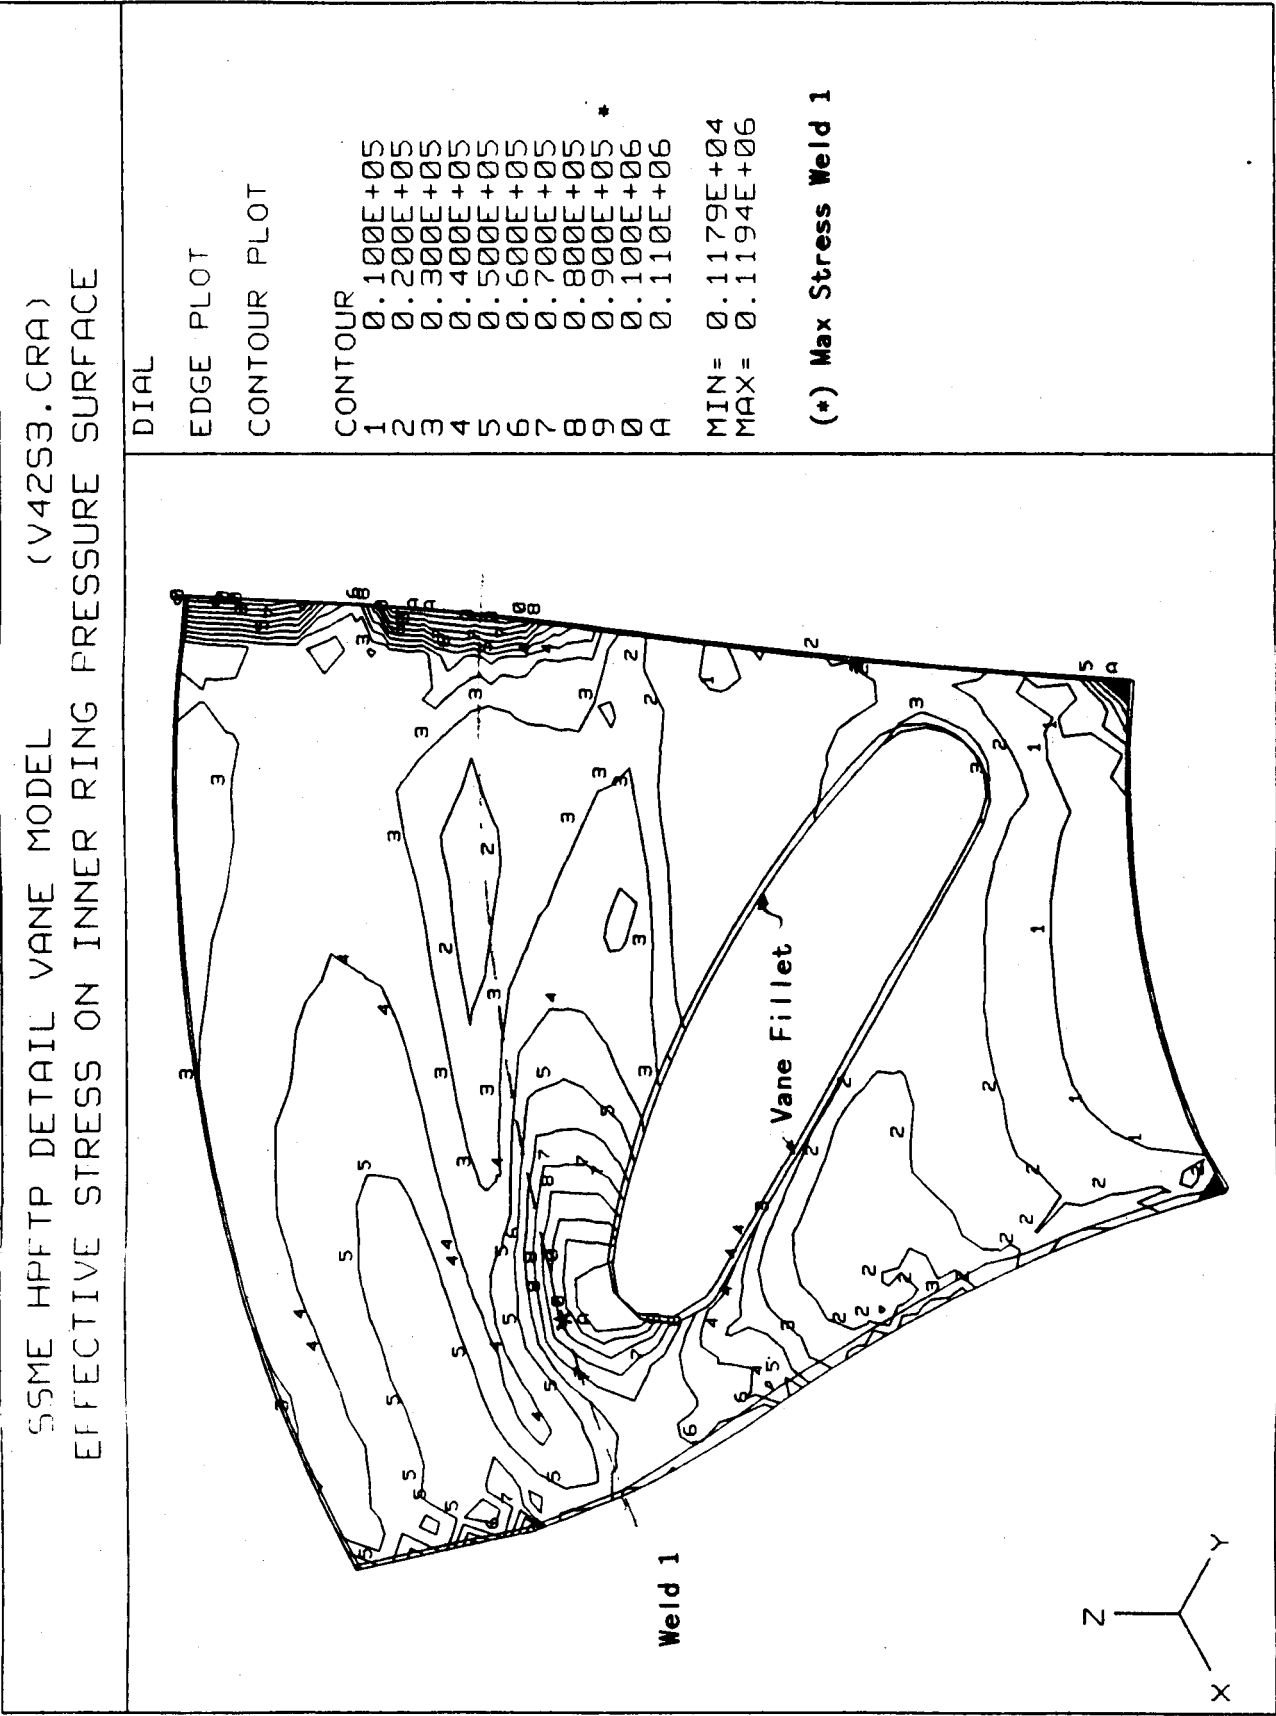 SSME HPFTP DETAIL VANE MODEL (V42S3.CRA)
EFFECTIVE STRESS ON INNER RING PRESSURE SURFACE
DIAL
EDGE PLOT
CONTOUR PLOT
CONTOUR
1 0.100E+05
2 0.200E+05
3 0.300E+05
4 0.400E+05
5 0.500E+05
6 0.600E+05
7 0.700E+05
8 0.800E+05
9 0.900E+05 *
0 0.100E+06
A 0.110E+06
MIN= 0.1179E+04
MAX= 0.1194E+06
(*) Max Stress Weld 1
Vane Fillet
Weld 1
Z
X
Y